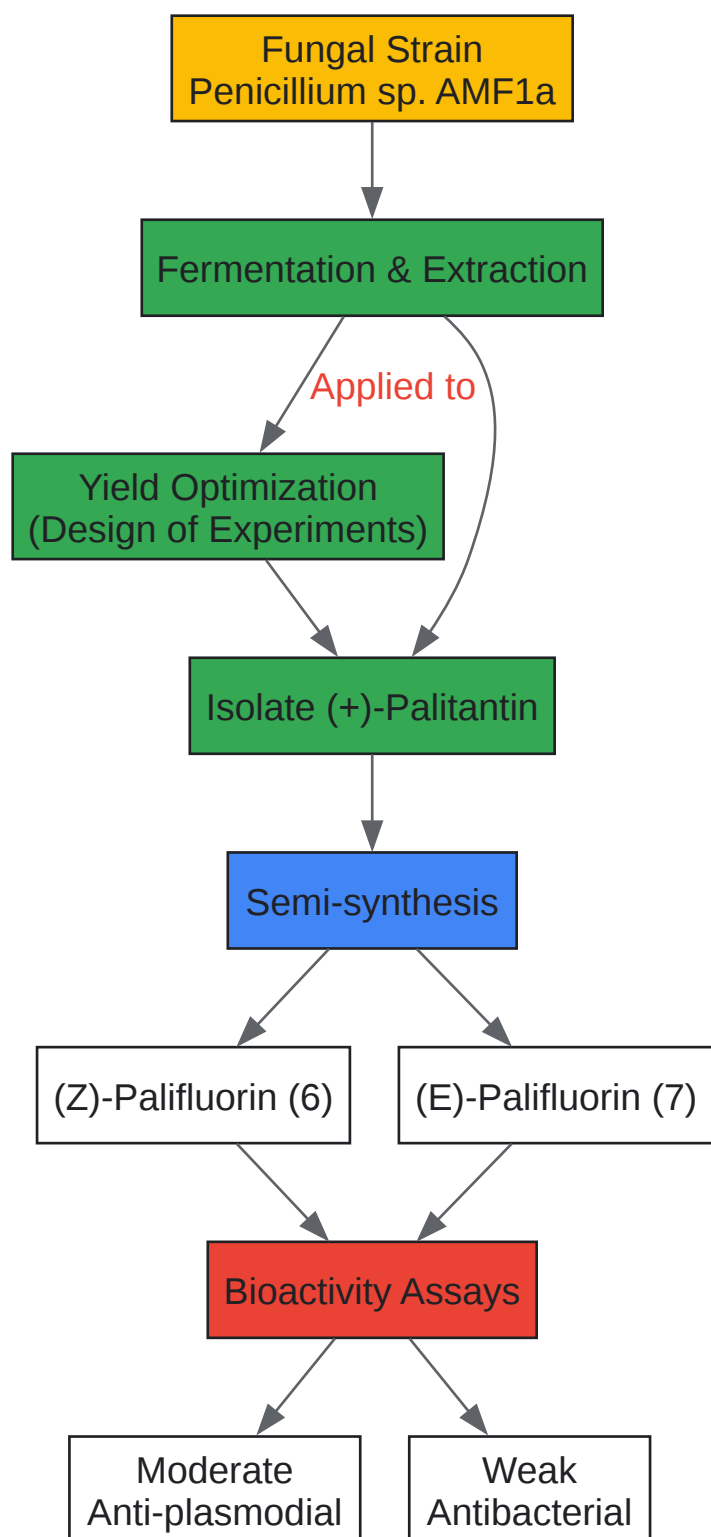 Fungal Strain
Penicillium sp. AMF1a
Fermentation & Extraction
Applied to
Yield Optimization
(Design of Experiments)
Isolate (+)-Palitantin
Semi-synthesis
(Z)-Palifluorin (6)
(E)-Palifluorin (7)
Bioactivity Assays
Moderate
Anti-plasmodial
Weak
Antibacterial